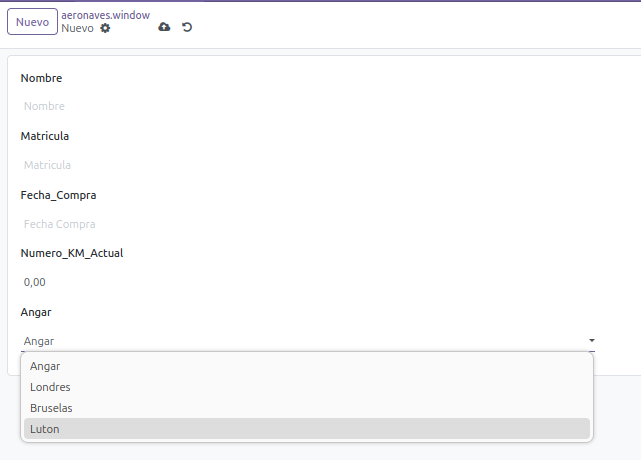 Nuevo
aeronaves.window
Nuevo
Nombre
Nombre
Matricula
Matricula
Fecha_Compra
Fecha Compra
Numero_KM_Actual
0,00
Angar
Angar
Angar
Londres
Bruselas
Luton